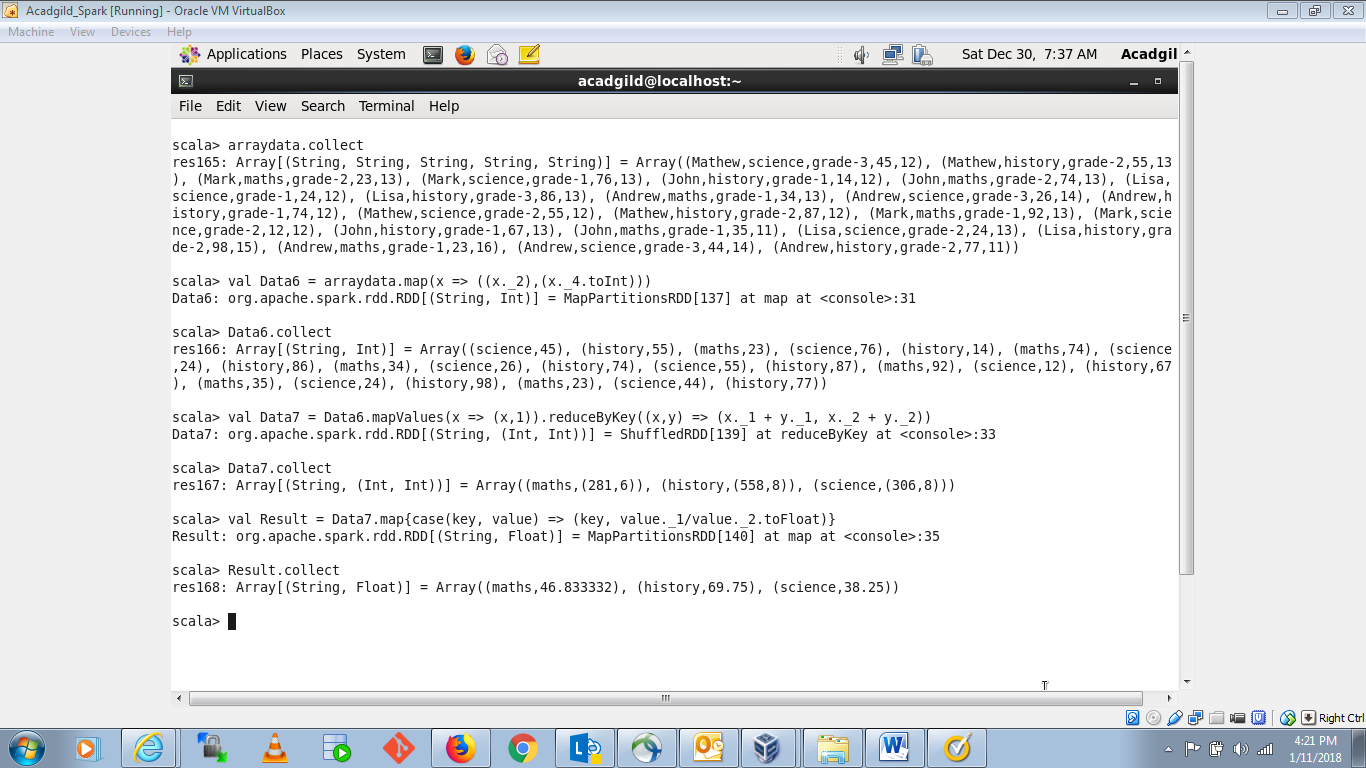 Acadgild_Spark [Running] - Oracle VM VirtualBox
Machine View Devices Help
Applications Places System Sat Dec 30, 7:37 AM Acadgil
acadgild@localhost:~
File Edit View Search Terminal Help
scala> arraydata.collect
res165: Array[(String, String, String, String, String)] = Array((Mathew,science,grade-3,45,12), (Mathew,history,grade-2,55,13
), (Mark,maths,grade-2,23,13), (Mark,science,grade-1,76,13), (John,history,grade-1,14,12), (John,maths,grade-2,74,13), (Lisa,
science,grade-1,24,12), (Lisa,history,grade-3,86,13), (Andrew,maths,grade-1,34,13), (Andrew,science,grade-3,26,14), (Andrew,h
istory,grade-1,74,12), (Mathew,science,grade-2,55,12), (Mathew,history,grade-2,87,12), (Mark,maths,grade-1,92,13), (Mark,scie
nce,grade-2,12,12), (John,history,grade-1,67,13), (John,maths,grade-1,35,11), (Lisa,science,grade-2,24,13), (Lisa,history,gra
de-2,98,15), (Andrew,maths,grade-1,23,16), (Andrew,science,grade-3,44,14), (Andrew,history,grade-2,77,11))
scala> val Data6 = arraydata.map(x => ((x._2),(x._4.toInt)))
Data6: org.apache.spark.rdd.RDD[(String, Int)] = MapPartitionsRDD[137] at map at <console>:31
scala> Data6.collect
res166: Array[(String, Int)] = Array((science,45), (history,55), (maths,23), (science,76), (history,14), (maths,74), (science
,24), (history,86), (maths,34), (science,26), (history,74), (science,55), (history,87), (maths,92), (science,12), (history,67
), (maths,35), (science,24), (history,98), (maths,23), (science,44), (history,77))
scala> val Data7 = Data6.mapValues(x => (x,1)).reduceByKey((x,y) => (x._1 + y._1, x._2 + y._2))
Data7: org.apache.spark.rdd.RDD[(String, (Int, Int))] = ShuffledRDD[139] at reduceByKey at <console>:33
scala> Data7.collect
res167: Array[(String, (Int, Int))] = Array((maths,(281,6)), (history,(558,8)), (science,(306,8)))
scala> val Result = Data7.map{case(key, value) => (key, value._1/value._2.toFloat)}
Result: org.apache.spark.rdd.RDD[(String, Float)] = MapPartitionsRDD[140] at map at <console>:35
scala> Result.collect
res168: Array[(String, Float)] = Array((maths,46.833332), (history,69.75), (science,38.25))
scala>
Right Ctrl
4:21 PM
1/11/2018